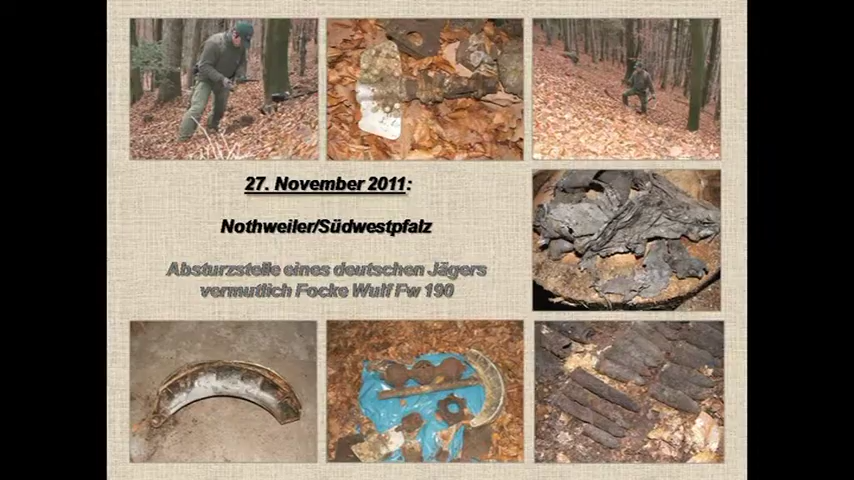 27. November 2011:
Nothweiler/Südwestpfalz
Absturzstelle eines deutschen Jägers
vermutlich Focke Wulf Fw 190